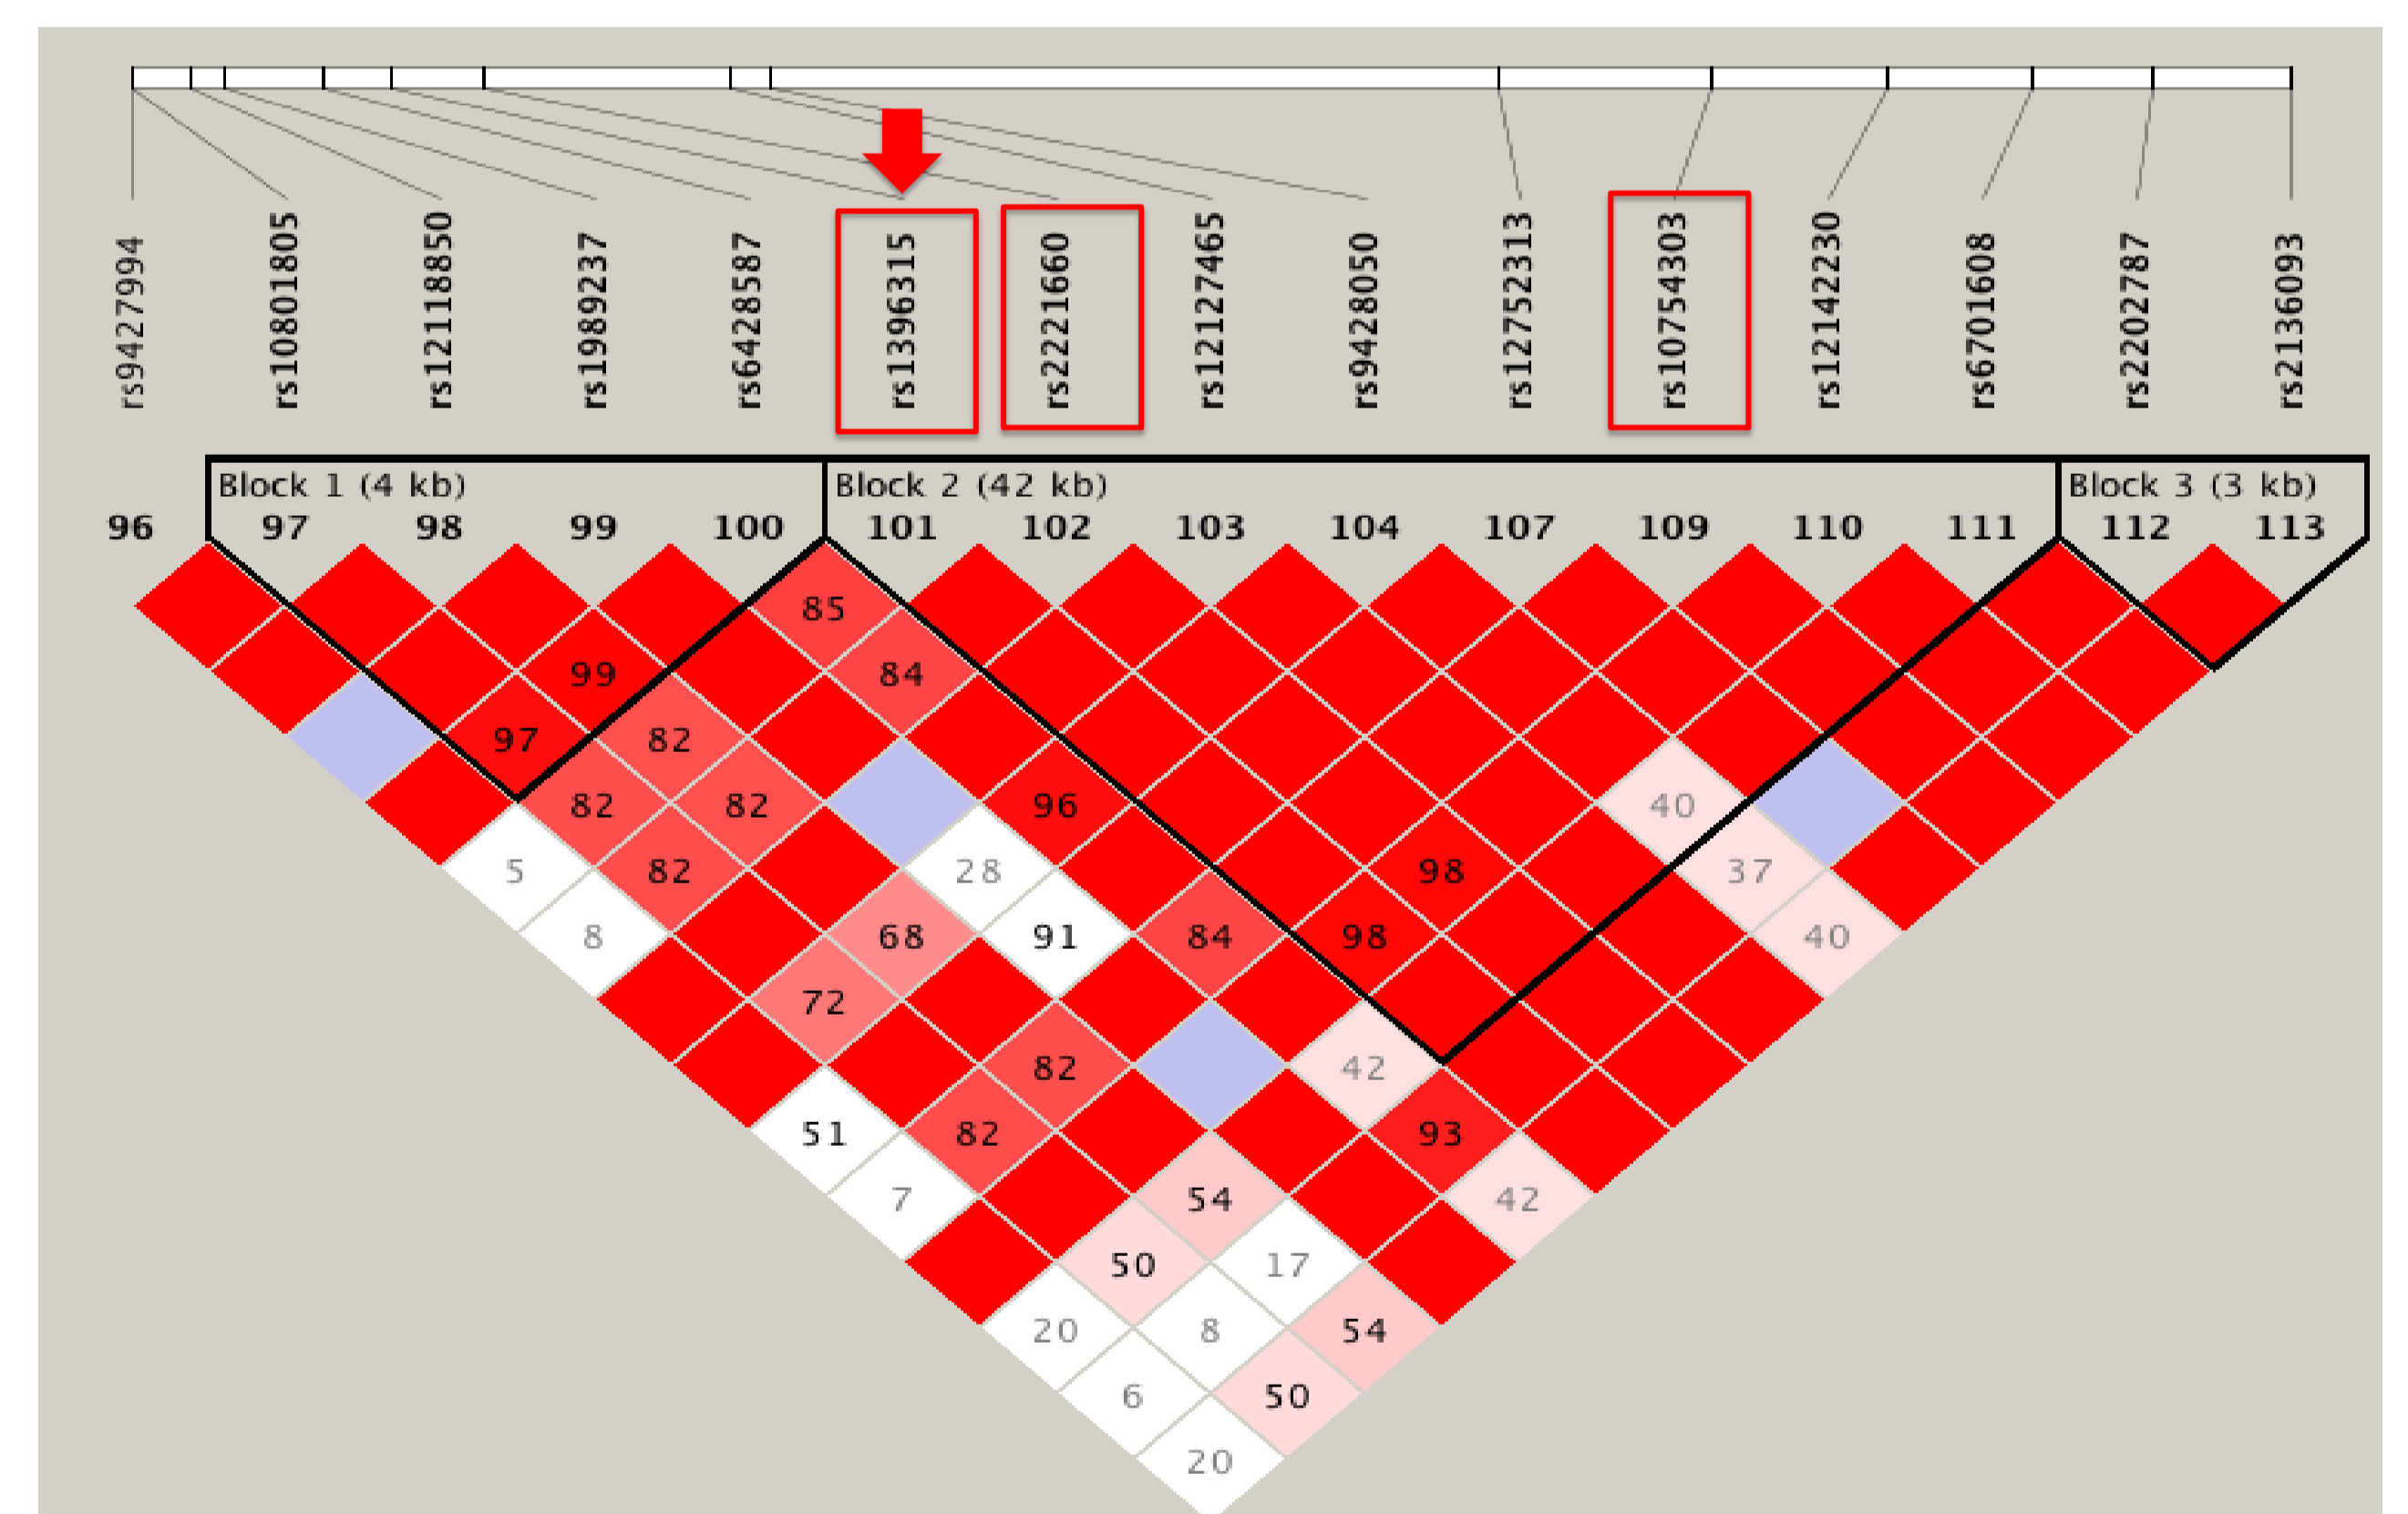 rs9427994
rs10801805
rs12118850
rs1989237
rs6428587
rs1396315
rs2221660
rs12127465
rs9428050
rs12752313
rs10754303
rs12142230
rs6701608
rs2202787
rs2136093
Block 1 (4 kb) Block 2 (42 kb) Block 3 (3 kb)
96 97 98 99 100 101 102 103 104 107 109 110 111 112 113
85
99 84
97 82
82 82 96 40
5 82 28 98 37
8 68 91 84 98 40
72
82 42
51 82 93
7 54 42
50 17
20 8 54
6 50
20